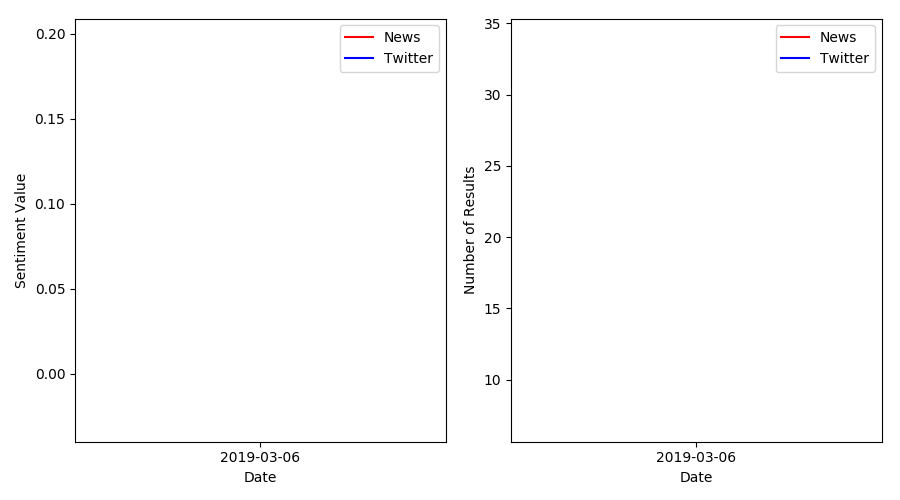 0.20
0.15
0.10
0.05
0.00
Sentiment Value
2019-03-06
Date
News
Twitter
35
30
25
20
15
10
Number of Results
2019-03-06
Date
News
Twitter